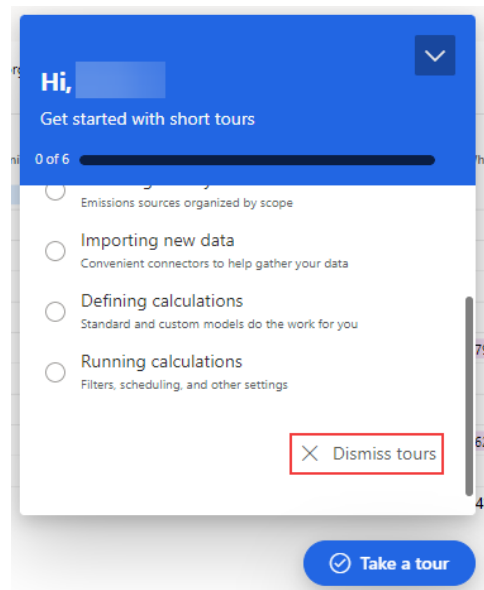 Hi,
Get started with short tours
0 of 6
Emissions sources organized by scope
Importing new data
Convenient connectors to help gather your data
Defining calculations
Standard and custom models do the work for you
Running calculations
Filters, scheduling, and other settings
Dismiss tours
Take a tour